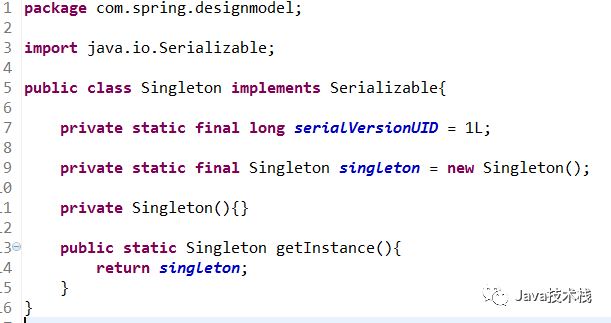 1 package com.spring.designmodel;
2
3 import java.io.Serializable;
4
5 public class Singleton implements Serializable{
6
7     private static final long serialVersionUID = 1L;
8
9     private static final Singleton singleton = new Singleton();
10
11     private Singleton(){}
12
13     public static Singleton getInstance(){
14         return singleton;
15     }
16 }
Java技术栈